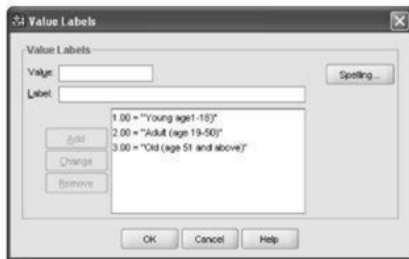 Value Labels
Value Labels
Value:
Spelling...
Label:
1.00 = "Young age1-18)"
2.00 = "Adult (age 19-50)"
3.00 = "Old (age 51 and above)"
Add
Change
Remove
OK
Cancel
Help